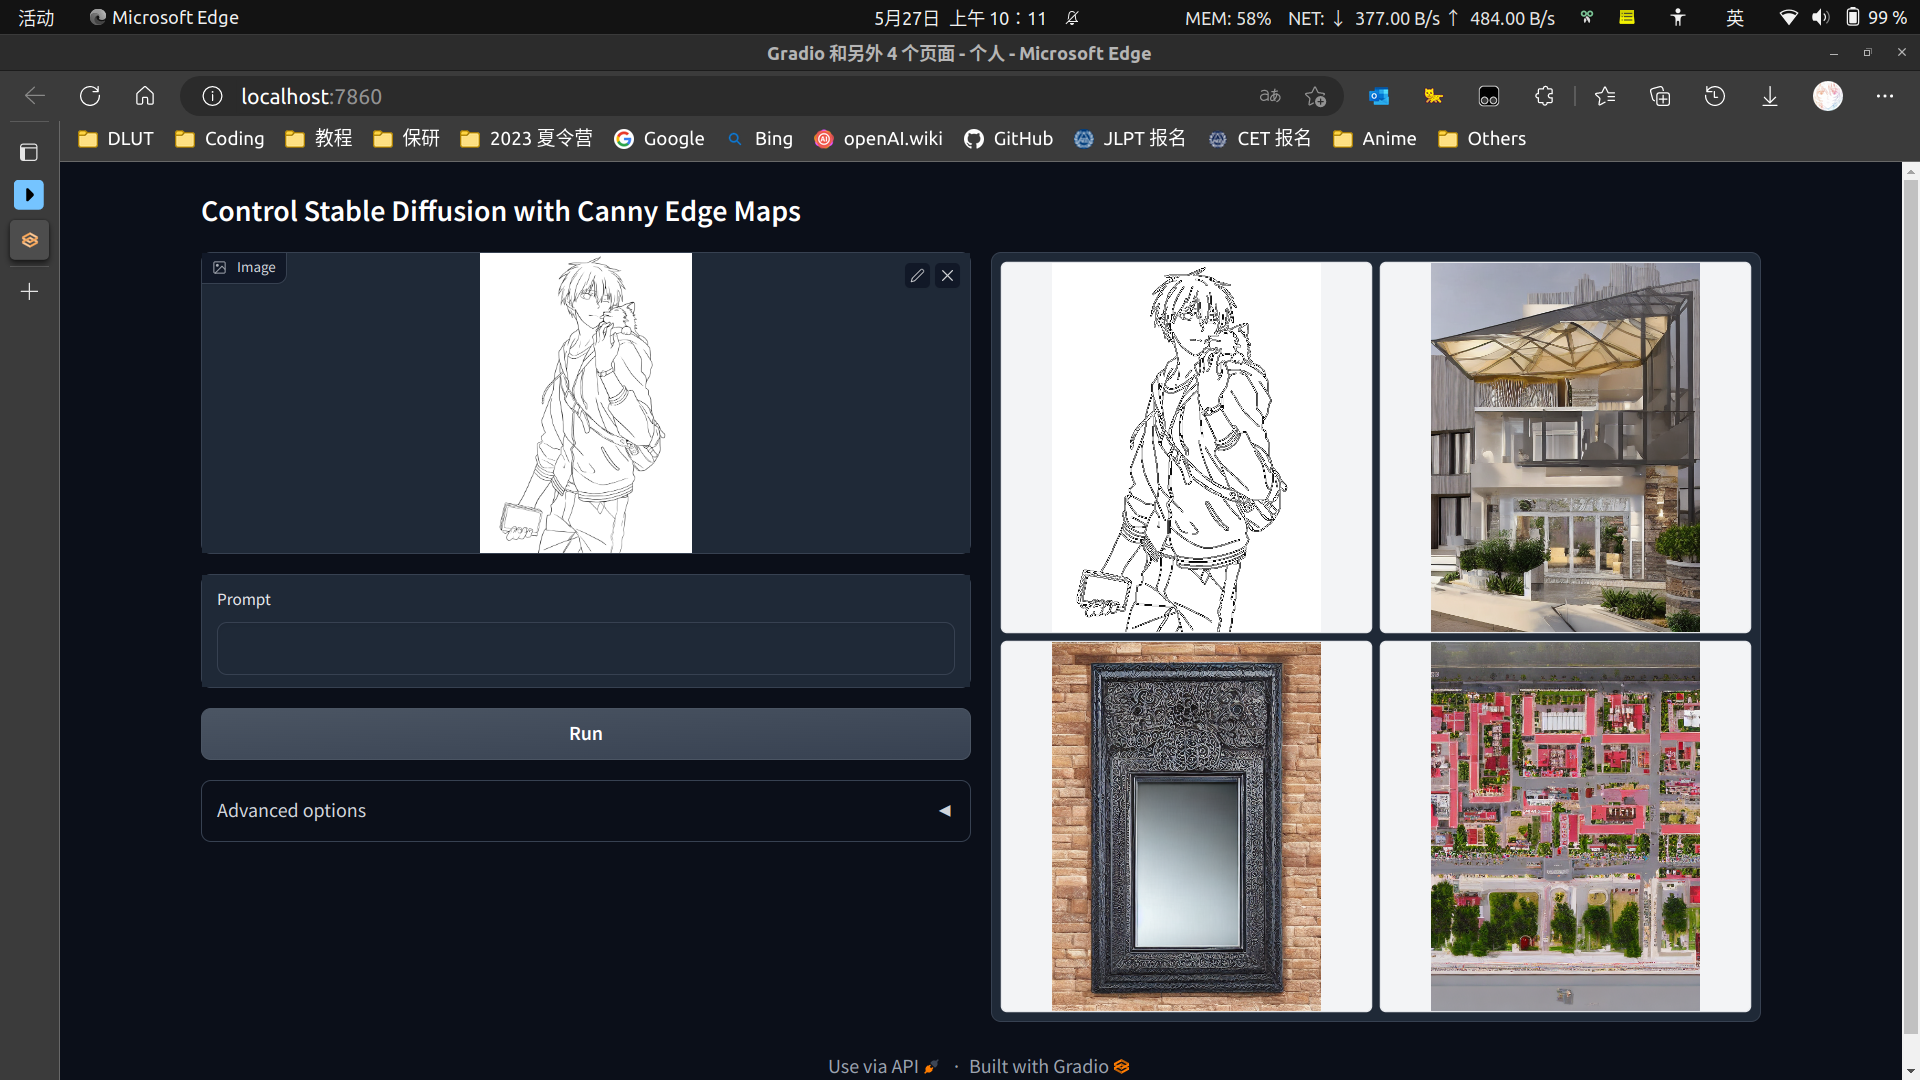 活动 Microsoft Edge 5月27日 上午 10：11 MEM: 58% NET: ↓ 377.00 B/s ↑ 484.00 B/s 英 99 %
Gradio 和另外 4 个页面 - 个人 - Microsoft Edge
localhost:7860 aあ
DLUT Coding 教程 保研 2023 夏令营 Google Bing openAI.wiki GitHub JLPT 报名 CET 报名 Anime Others
Control Stable Diffusion with Canny Edge Maps
Image
Prompt
Run
Advanced options
Use via API · Built with Gradio